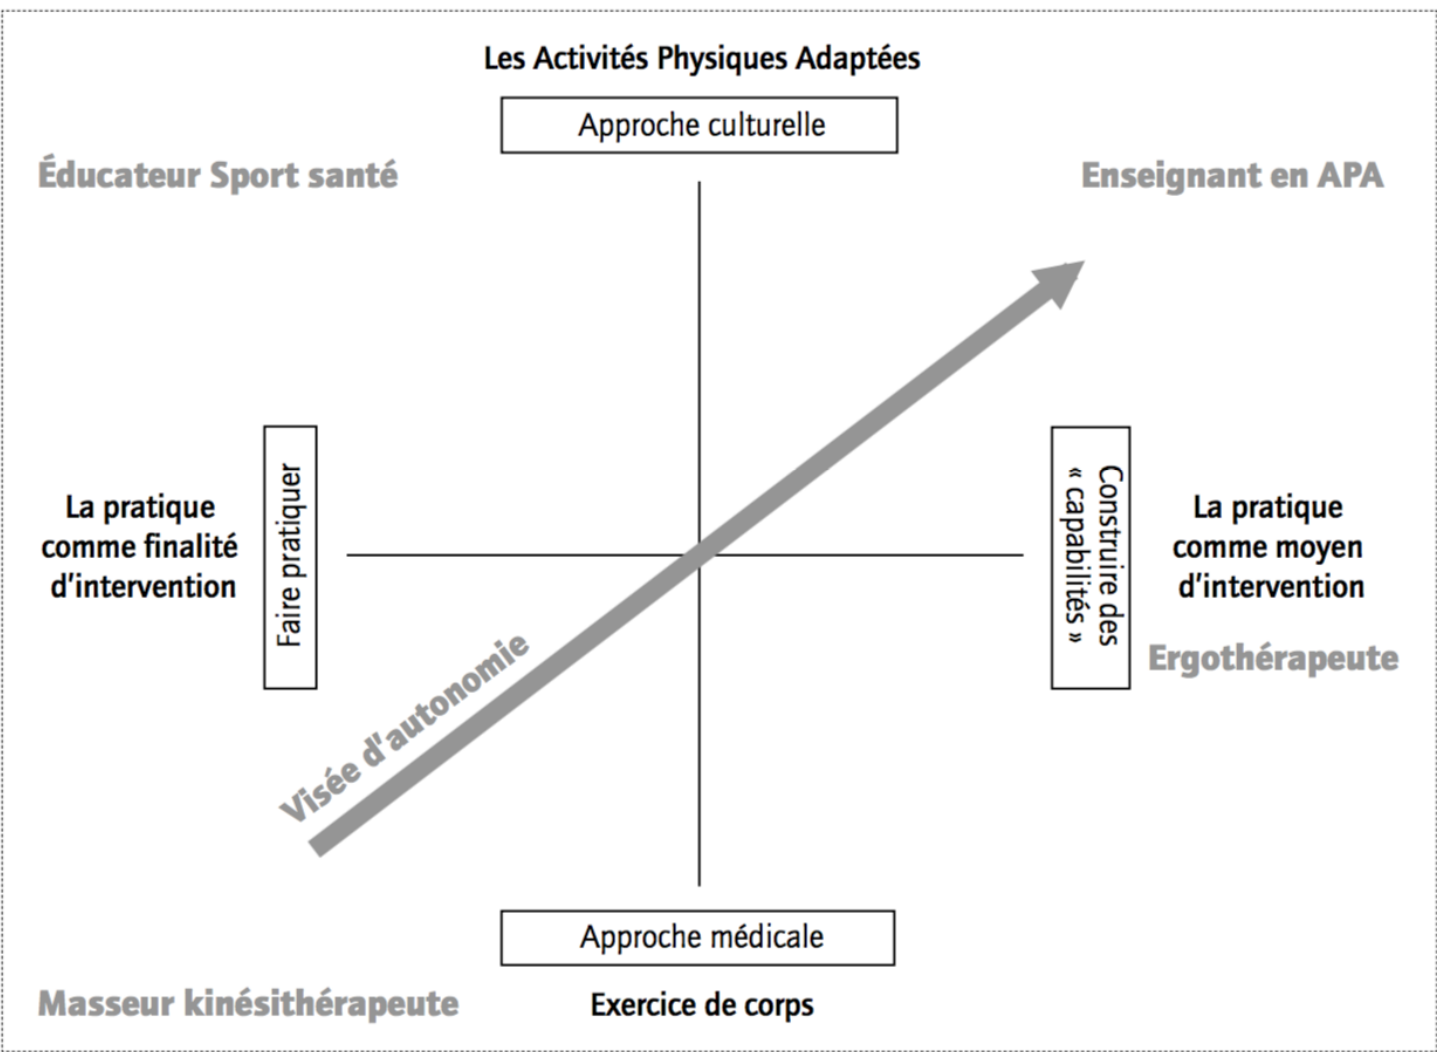 Les Activités Physiques Adaptées
Approche culturelle
Éducateur Sport santé
Enseignant en APA
La pratique
comme finalité
d'intervention
Faire pratiquer
Construire des
« capabilités »
La pratique
comme moyen
d'intervention
Ergothérapeute
Visée d'autonomie
Approche médicale
Masseur kinésithérapeute
Exercice de corps